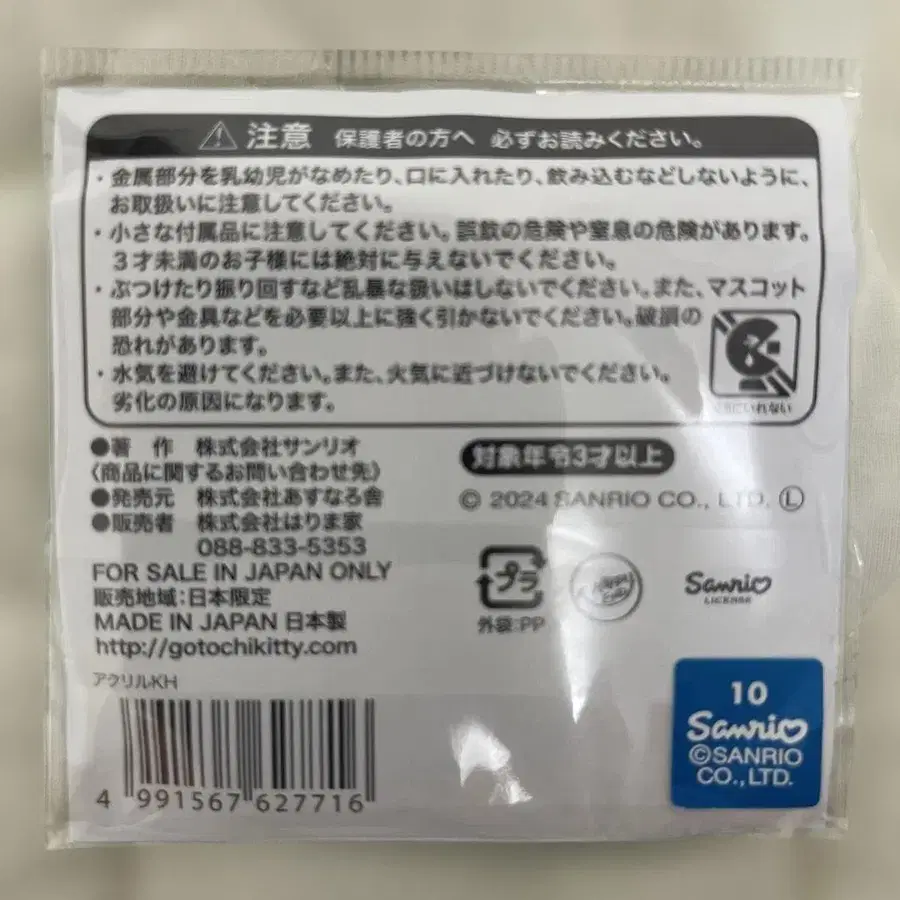 注意 保護者の方へ 必ずお読みください。
・金属部分を乳幼児がなめたり、口に入れたり、飲み込むなどしないように、
お取扱いに注意してください。
・小さな付属品に注意してください。誤飲の危険や窒息の危険があります。
3才未満のお子様には絶対に与えないでください。
・ぶつけたり振り回すなど乱暴な扱いはしないでください。また、マスコット
部分や金具などを必要以上に強く引かないでください。破損の
恐れがあります。
・水気を避けてください。また、火気に近づけないでください。
劣化の原因になります。
●著 作 株式会社サンリオ
〈商品に関するお問い合わせ先〉
●発売元 株式会社あすなろ舎
●販売者 株式会社はりま家
088-833-5353
FOR SALE IN JAPAN ONLY
販売地域:日本限定
MADE IN JAPAN 日本製
http://gotochikitty.com
アクリルKH
4 991567 627716
対象年令3才以上
© 2024 SANRIO CO., LTD. Ⓛ
プラ
外袋:PP
Sanrio
LICENSE
10
Sanrio
©SANRIO
CO., LTD.